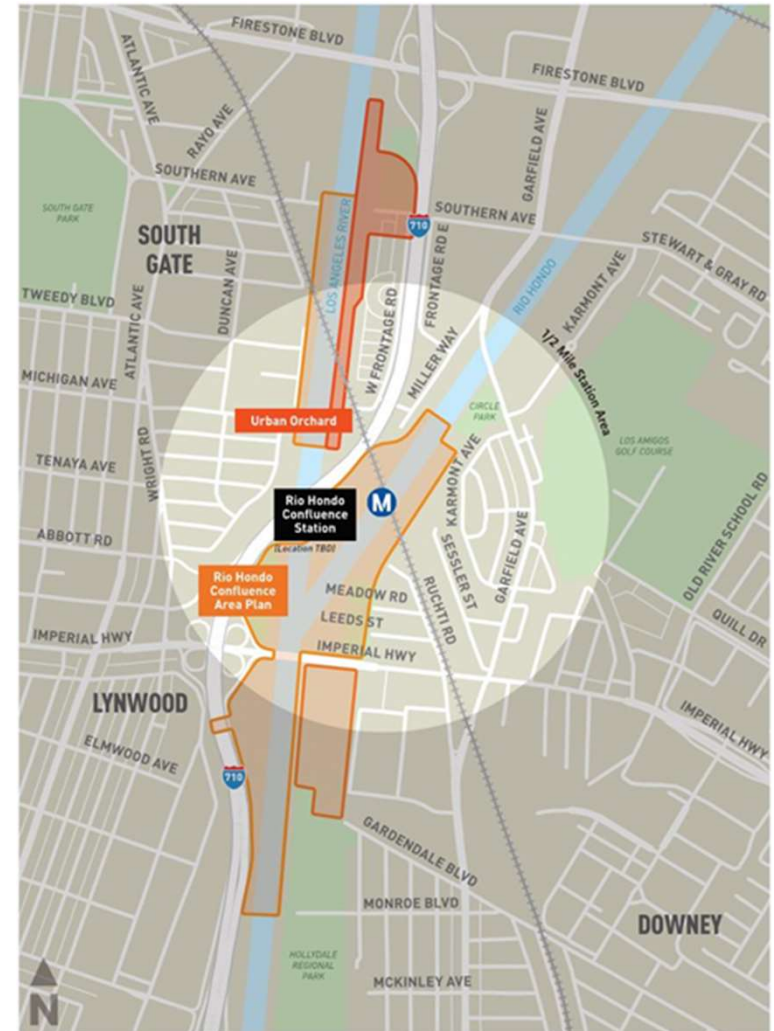 FIRESTONE BLVD
FIRESTONE BLVD
ATLANTIC AVE
RAYO AVE
GARFIELD AVE
SOUTHERN AVE
SOUTH GATE
PARK
LOS ANGELES RIVER
710
SOUTHERN AVE
SOUTH
GATE
STEWART & GRAY RD
DUNCAN AVE
FRONTAGE RD E
RIO HONDO
KARMONT AVE
TWEEDY BLVD
ATLANTIC AVE
W FRONTAGE RD
MILLER WAY
1/2 Mile Station Area
MICHIGAN AVE
CIRCLE
PARK
Urban Orchard
LOS AMIGOS
GOLF COURSE
WRIGHT RD
TENAYA AVE
KARMONT AVE
Rio Hondo
Confluence
Station
M
(Location TBD)
ABBOTT RD
SESSLER ST
GARFIELD AVE
OLD RIVER SCHOOL RD
Rio Hondo
Confluence
Area Plan
MEADOW RD
RUCHTI RD
LEEDS ST
QUILL DR
IMPERIAL HWY
IMPERIAL HWY
LYNWOOD
IMPERIAL HWY
ELMWOOD AVE
710
GARDENDALE BLVD
MONROE BLVD
DOWNEY
HOLLYDALE
REGIONAL
PARK
MCKINLEY AVE
N